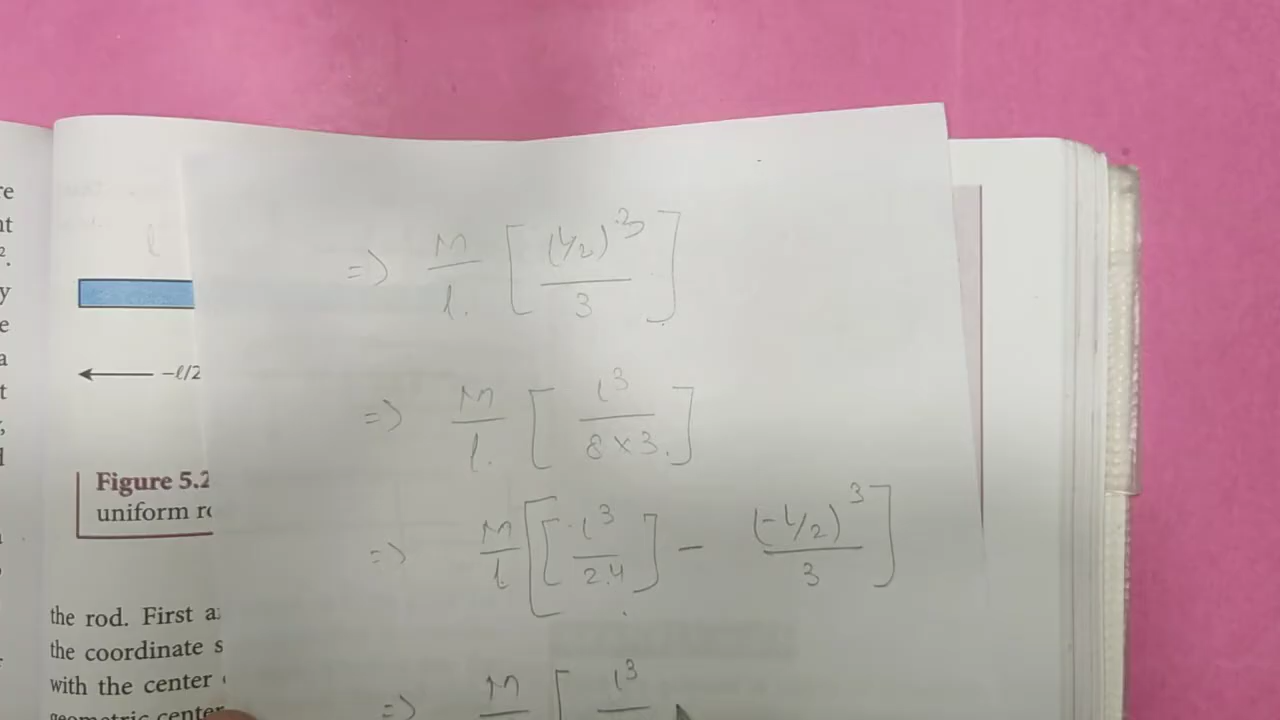 re
nt
2.
y
e
a
t
-ℓ/2
Figure 5.2
uniform r
the rod. First a
the coordinate s
with the center
geometric center
l
=> M/l. [ (l/2)^3 / 3 ]
=> M/l. [ l^3 / 8 x 3. ]
=> M/l [ [ l^3 / 24 ] - (-l/2)^3 / 3 ]
=> M [ l^3